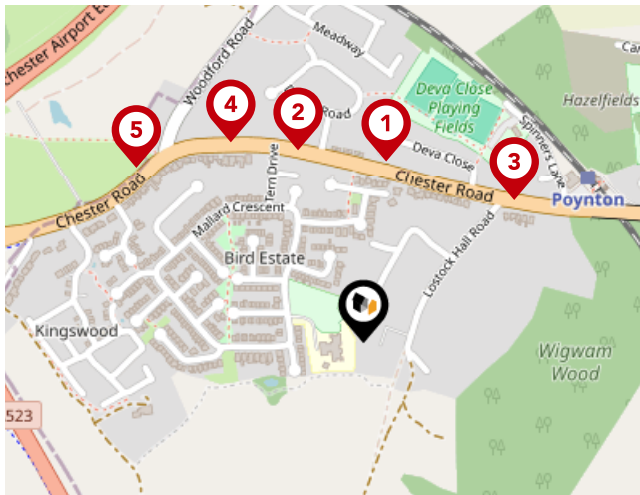 chester Airport Ea
Woodford Road
Meadway
Car
Hazelfields
Deva Close
Playing
Fields
Road
4
2
1
5
3
Spinners Lane
Deva Close
Tern Drive
Chester Road
Chester Road
Poynton
Mallard Crescent
Lostock Hall Road
Bird Estate
Kingswood
Wigwam
Wood
523